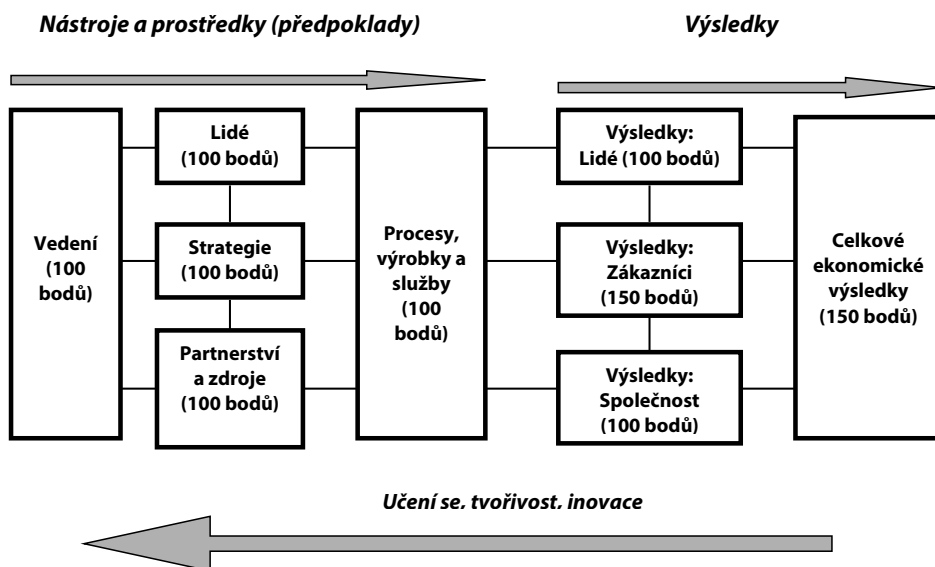 Nástroje a prostředky (předpoklady)
Výsledky
Vedení
(100
bodů)
Lidé
(100 bodů)
Strategie
(100 bodů)
Partnerství
a zdroje
(100 bodů)
Procesy,
výrobky a
služby
(100
bodů)
Výsledky:
Lidé (100 bodů)
Výsledky:
Zákazníci
(150 bodů)
Výsledky:
Společnost
(100 bodů)
Celkové
ekonomické
výsledky
(150 bodů)
Učení se. tvořivost. inovace